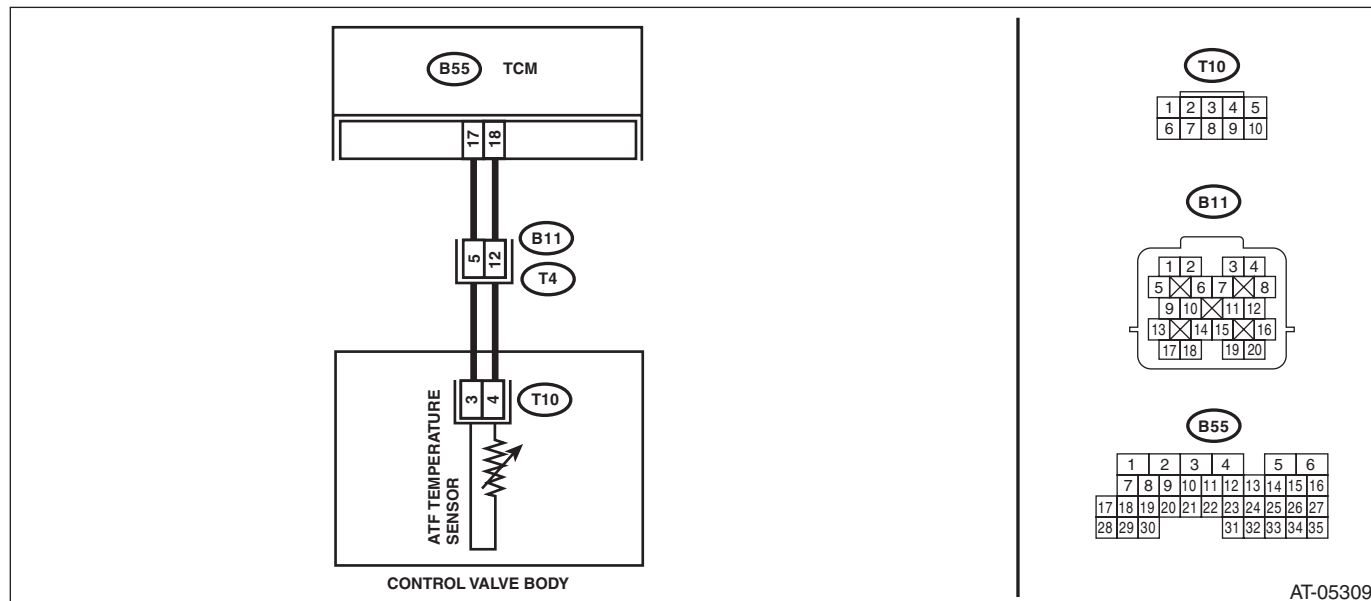 B55 TCM
17 18
B11
5 12
T4
3 4
T10
ATF TEMPERATURE
SENSOR
CONTROL VALVE BODY
T10
1 2 3 4 5
6 7 8 9 10
B11
1 2 3 4
5 6 7 8
9 10 11 12
13 14 15 16
17 18 19 20
B55
1 2 3 4 5 6
7 8 9 10 11 12 13 14 15 16
17 18 19 20 21 22 23 24 25 26 27
28 29 30 31 32 33 34 35
AT-05309